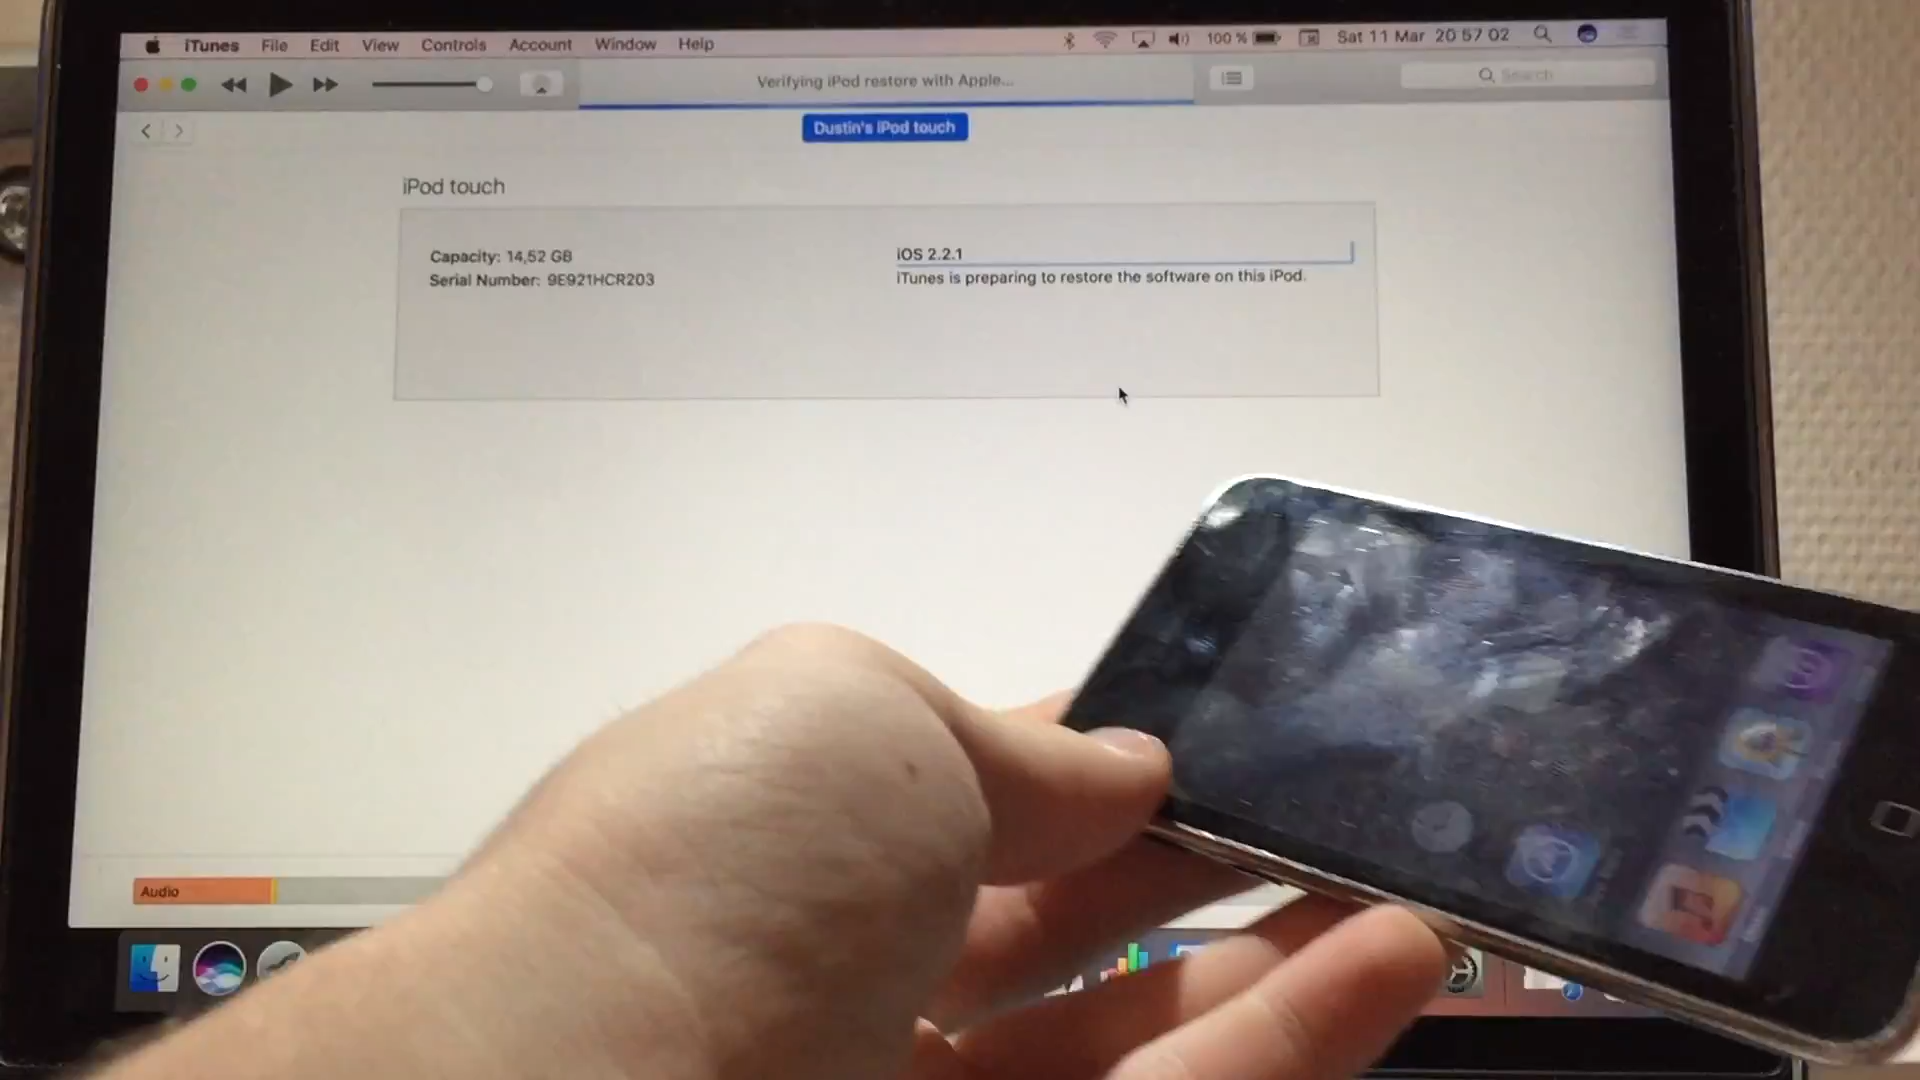 iTunes File Edit View Controls Account Window Help 100 % Sat 11 Mar 20 57 02
Verifying iPod restore with Apple...
Search
Dustin's iPod touch
iPod touch
Capacity: 14,52 GB
iOS 2.2.1
Serial Number: 9E921HCR203
iTunes is preparing to restore the software on this iPod.
Audio